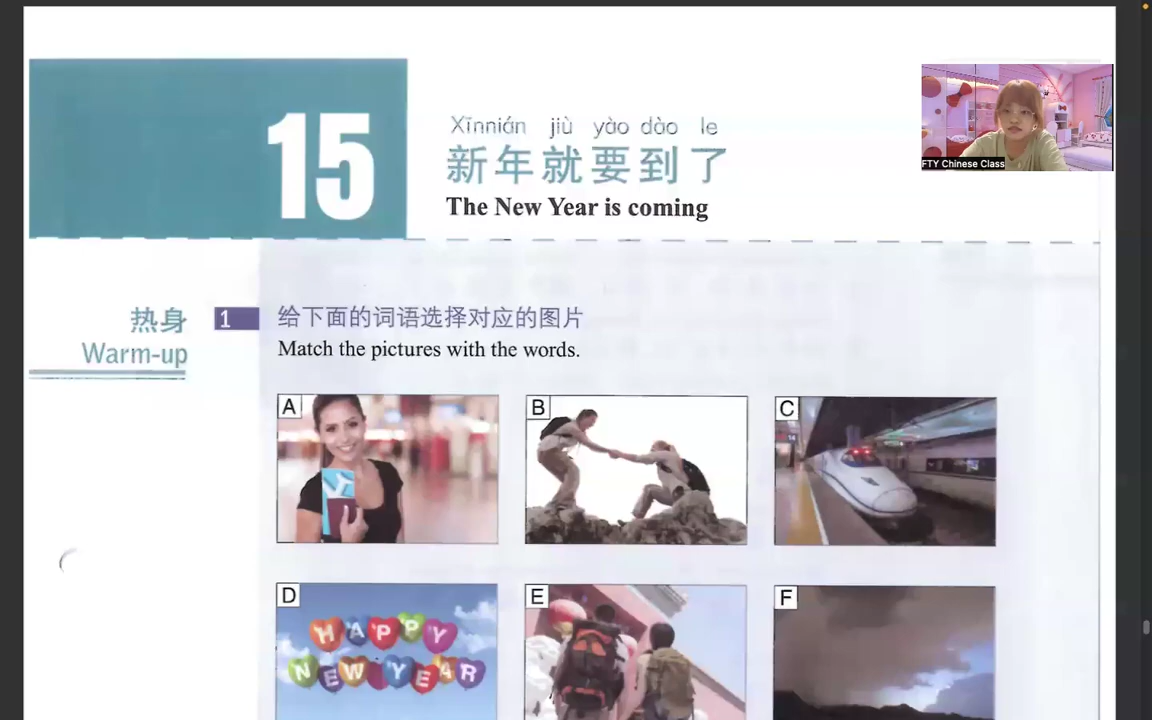 15
Xīnnián jiù yào dào le
新年就要到了
The New Year is coming
FTY Chinese Class
热身
Warm-up
1
给下面的词语选择对应的图片
Match the pictures with the words.
A
B
C
14
D
E
F
HAPPY
NEW YEAR